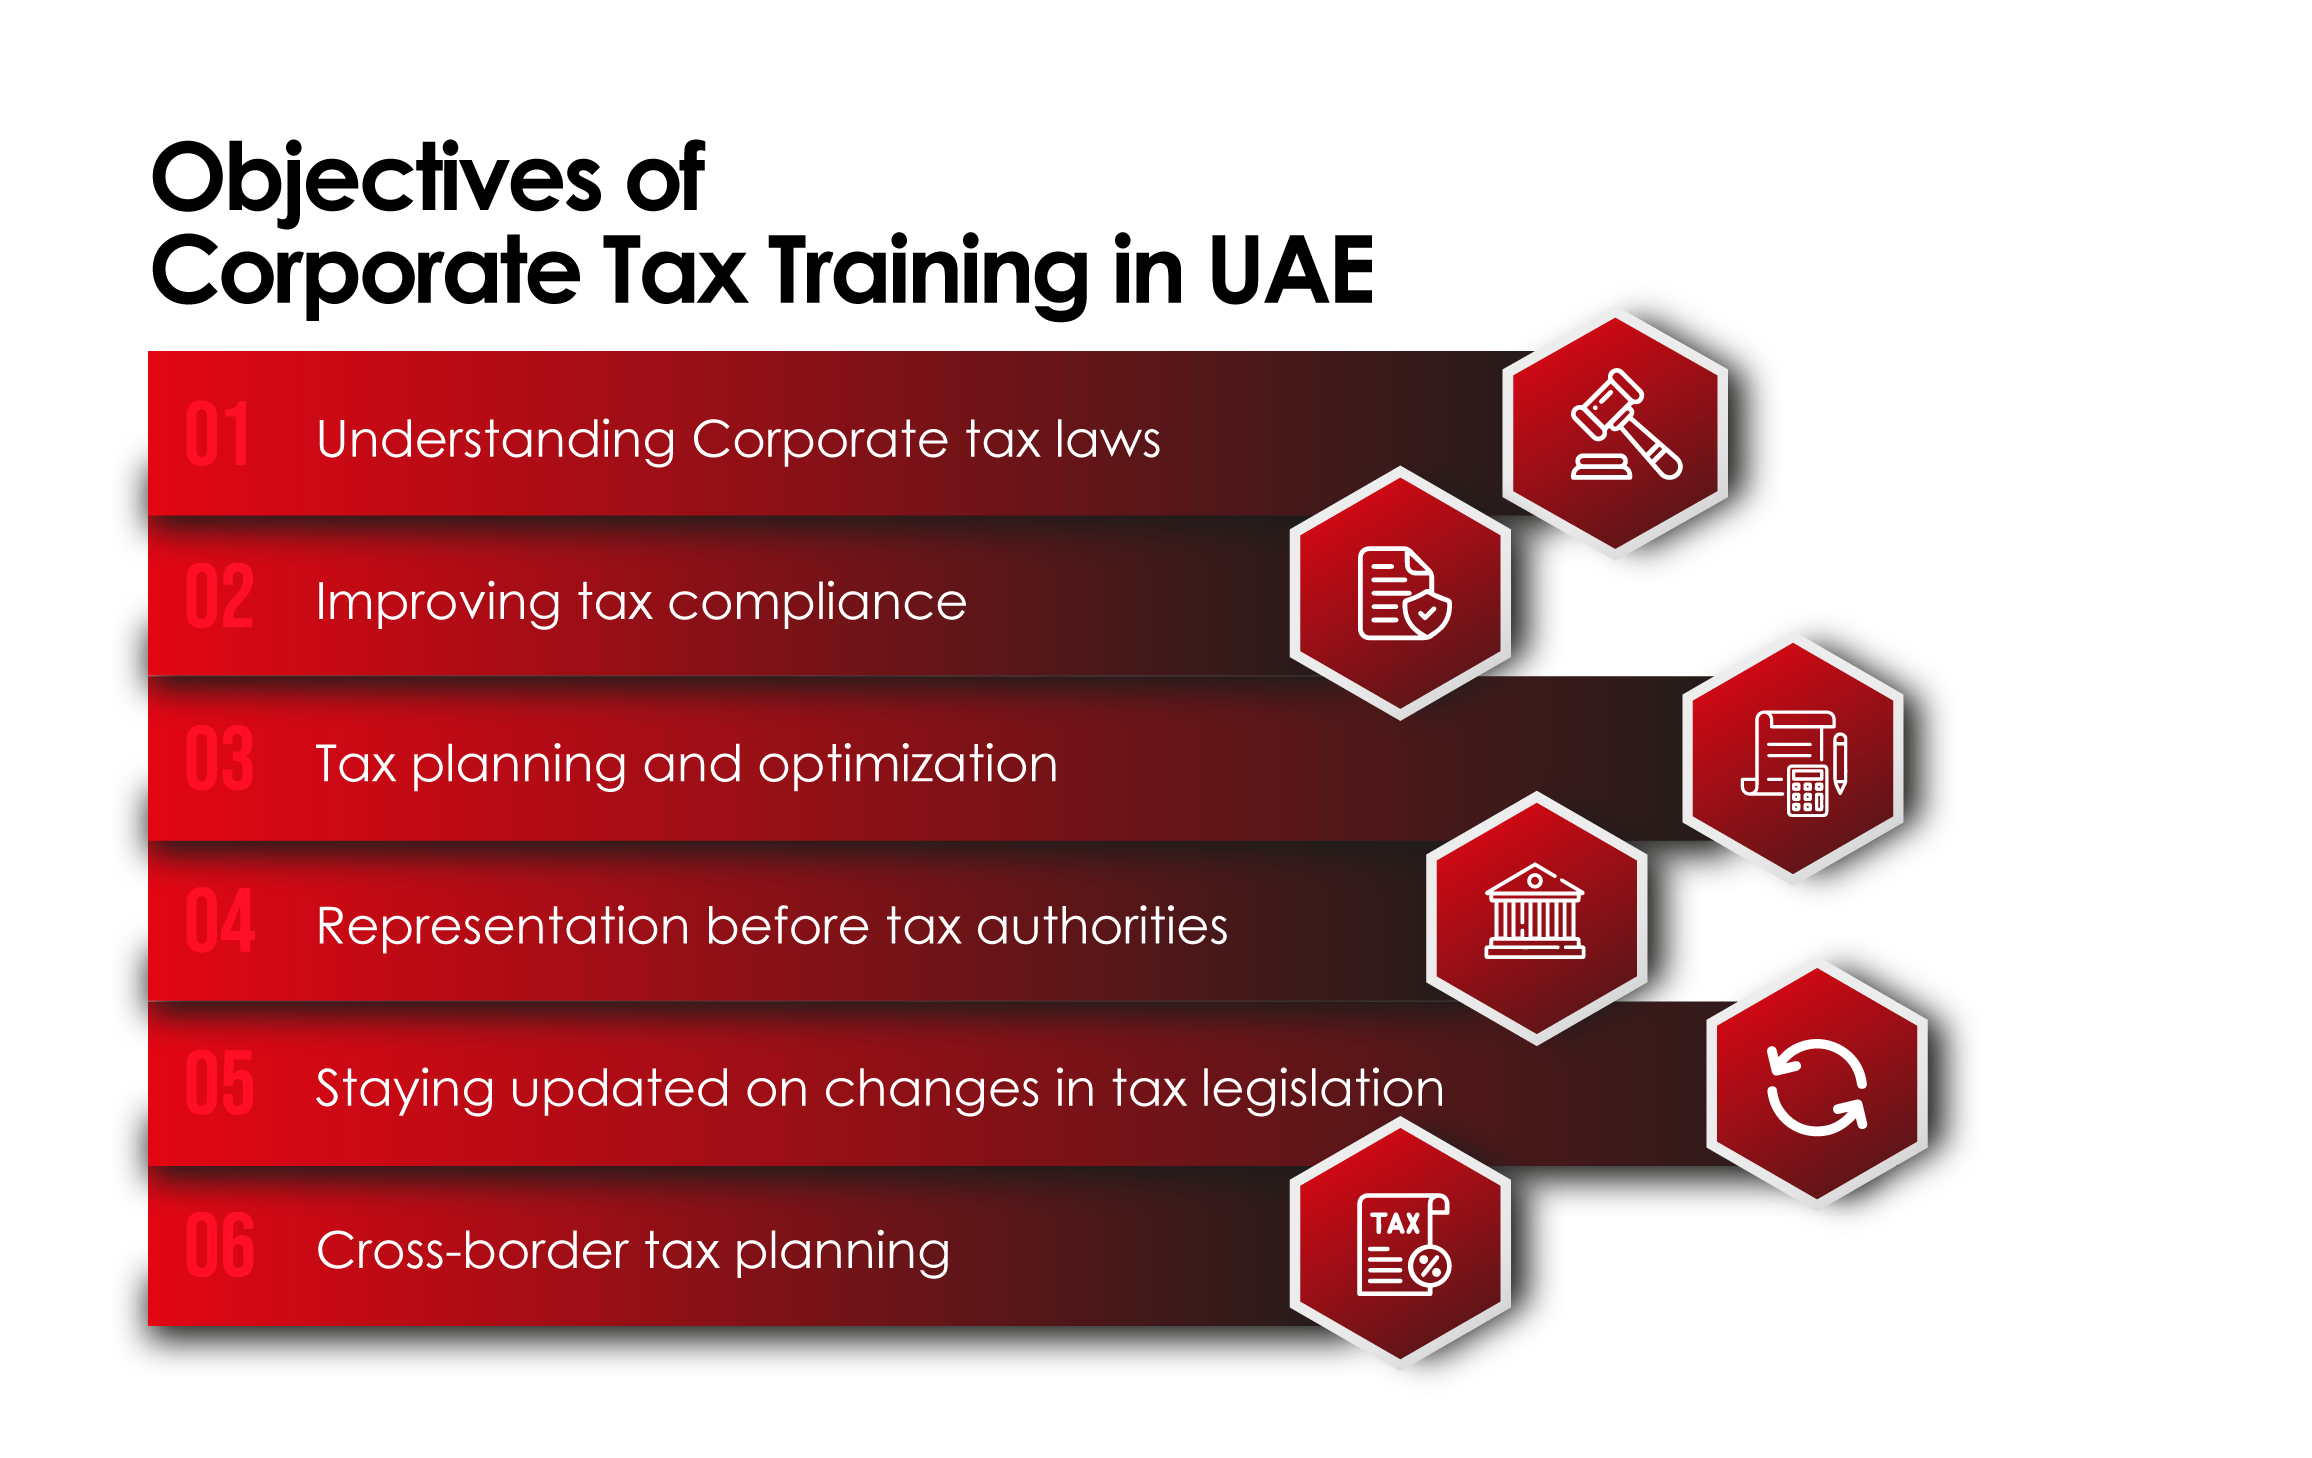 Objectives of
Corporate Tax Training in UAE
01 Understanding Corporate tax laws
02 Improving tax compliance
03 Tax planning and optimization
04 Representation before tax authorities
05 Staying updated on changes in tax legislation
06 Cross-border tax planning
TAX
%